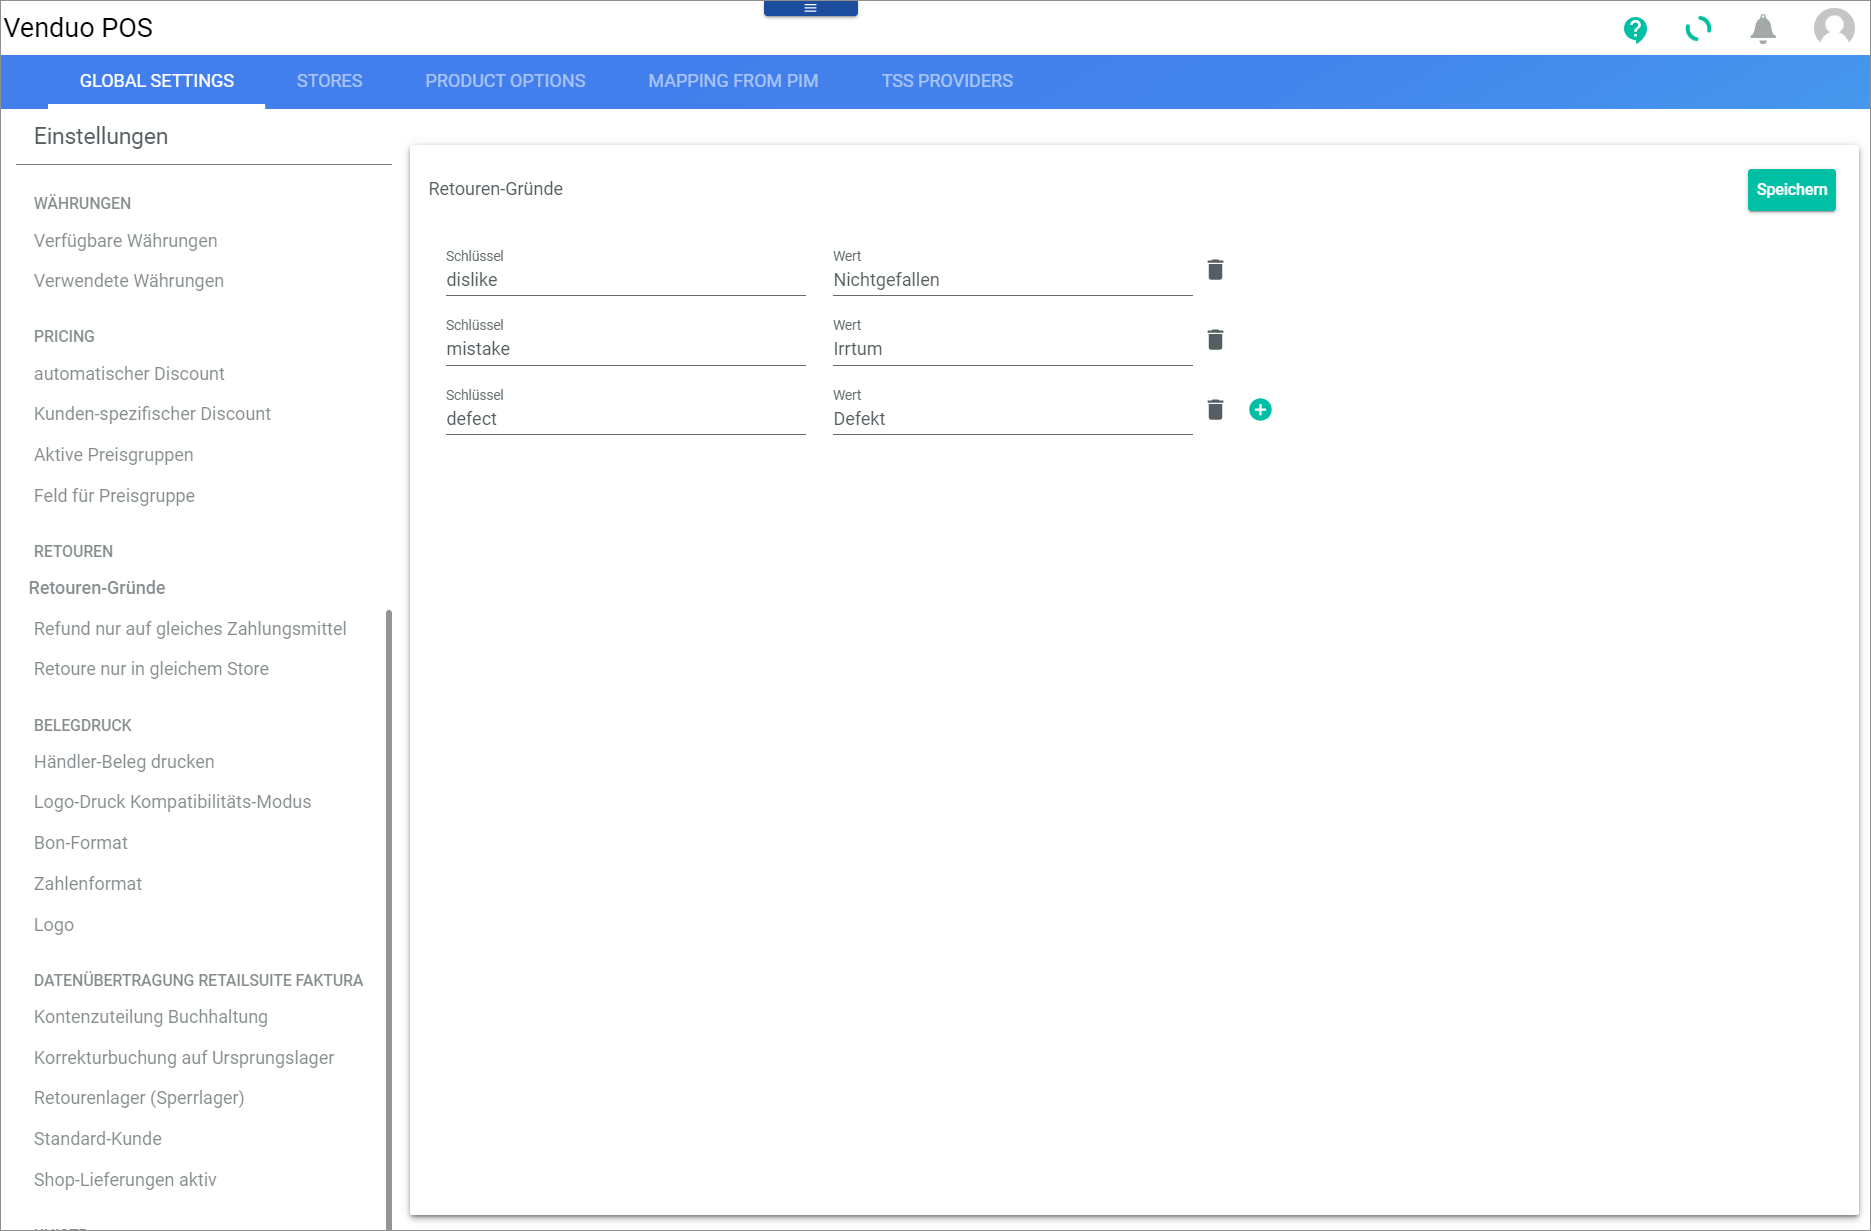 Venduo POS
GLOBAL SETTINGS STORES PRODUCT OPTIONS MAPPING FROM PIM TSS PROVIDERS
Einstellungen
WÄHRUNGEN
Verfügbare Währungen
Verwendete Währungen
PRICING
automatischer Discount
Kunden-spezifischer Discount
Aktive Preisgruppen
Feld für Preisgruppe
RETOUREN
Retouren-Gründe
Refund nur auf gleiches Zahlungsmittel
Retoure nur in gleichem Store
BELEGDRUCK
Händler-Beleg drucken
Logo-Druck Kompatibilitäts-Modus
Bon-Format
Zahlenformat
Logo
DATENÜBERTRAGUNG RETAILSUITE FAKTURA
Kontenzuteilung Buchhaltung
Korrekturbuchung auf Ursprungslager
Retourenlager (Sperrlager)
Standard-Kunde
Shop-Lieferungen aktiv
Retouren-Gründe
Speichern
Schlüssel Wert
dislike Nichtgefallen
Schlüssel Wert
mistake Irrtum
Schlüssel Wert
defect Defekt